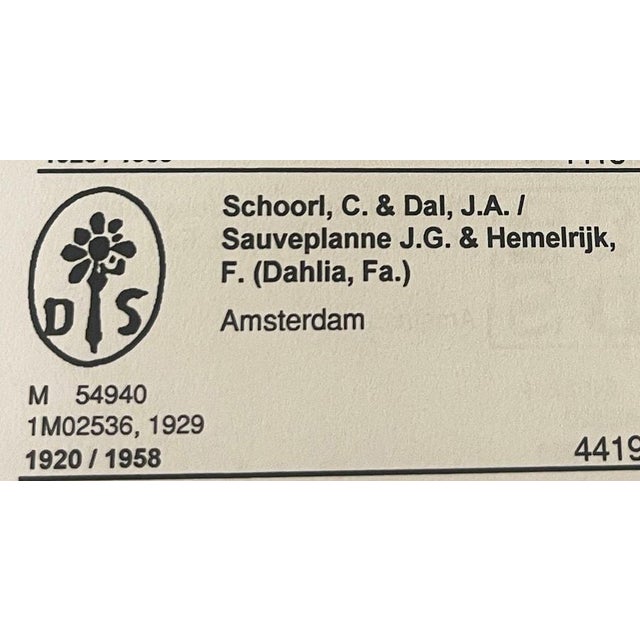 Schoorl, C. & Dal, J.A. /
Sauveplanne J.G. & Hemelrijk,
F. (Dahlia, Fa.)
Amsterdam
D S
M 54940
1M02536, 1929
1920 / 1958
4419